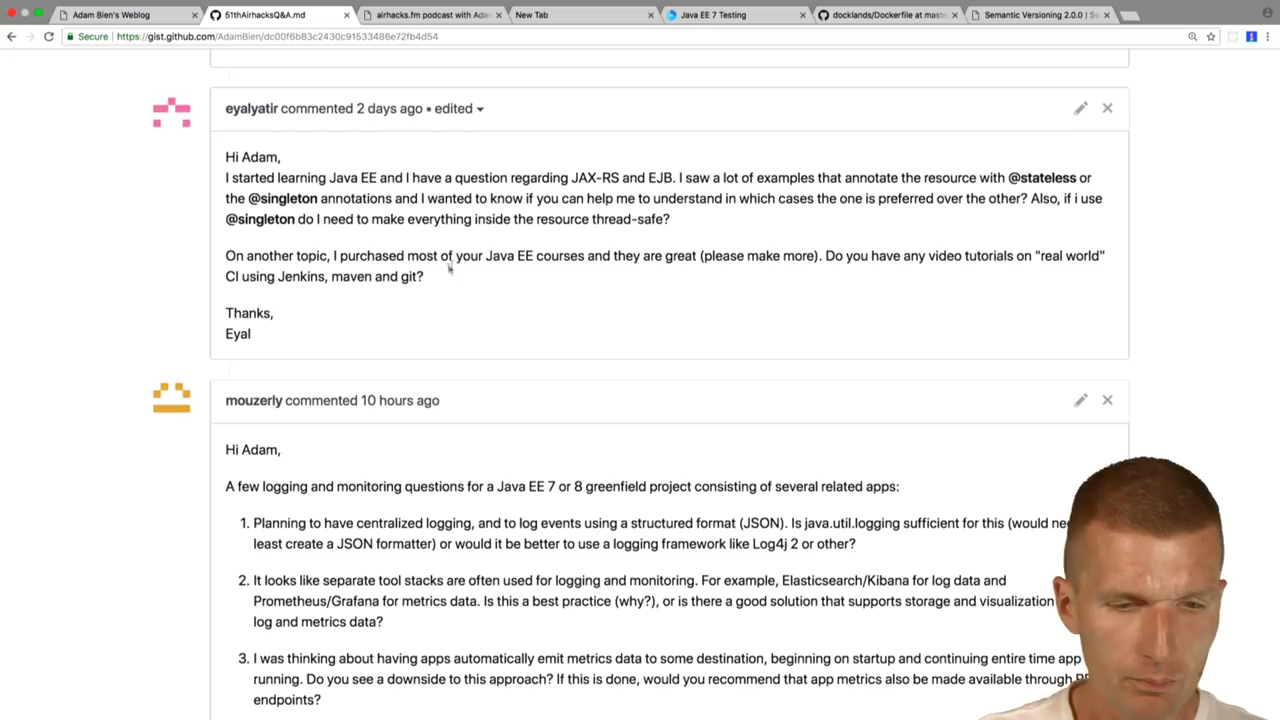 Adam Bien's Weblog
51thAirhacksQ&A.md
airhacks.fm podcast with Adam
New Tab
Java EE 7 Testing
docklands/Dockerfile at maste
Semantic Versioning 2.0.0 | Se
Secure | https://gist.github.com/AdamBien/dc00f6b83c2430c91533486e72fb4d54
eyalyatir commented 2 days ago • edited
Hi Adam,
I started learning Java EE and I have a question regarding JAX-RS and EJB. I saw a lot of examples that annotate the resource with @stateless or
the @singleton annotations and I wanted to know if you can help me to understand in which cases the one is preferred over the other? Also, if i use
@singleton do I need to make everything inside the resource thread-safe?
On another topic, I purchased most of your Java EE courses and they are great (please make more). Do you have any video tutorials on "real world"
CI using Jenkins, maven and git?
Thanks,
Eyal
mouzerly commented 10 hours ago
Hi Adam,
A few logging and monitoring questions for a Java EE 7 or 8 greenfield project consisting of several related apps:
1. Planning to have centralized logging, and to log events using a structured format (JSON). Is java.util.logging sufficient for this (would
least create a JSON formatter) or would it be better to use a logging framework like Log4j 2 or other?
2. It looks like separate tool stacks are often used for logging and monitoring. For example, Elasticsearch/Kibana for log data and
Prometheus/Grafana for metrics data. Is this a best practice (why?), or is there a good solution that supports storage and visualization
log and metrics data?
3. I was thinking about having apps automatically emit metrics data to some destination, beginning on startup and continuing entire time app
running. Do you see a downside to this approach? If this is done, would you recommend that app metrics also be made available through
endpoints?